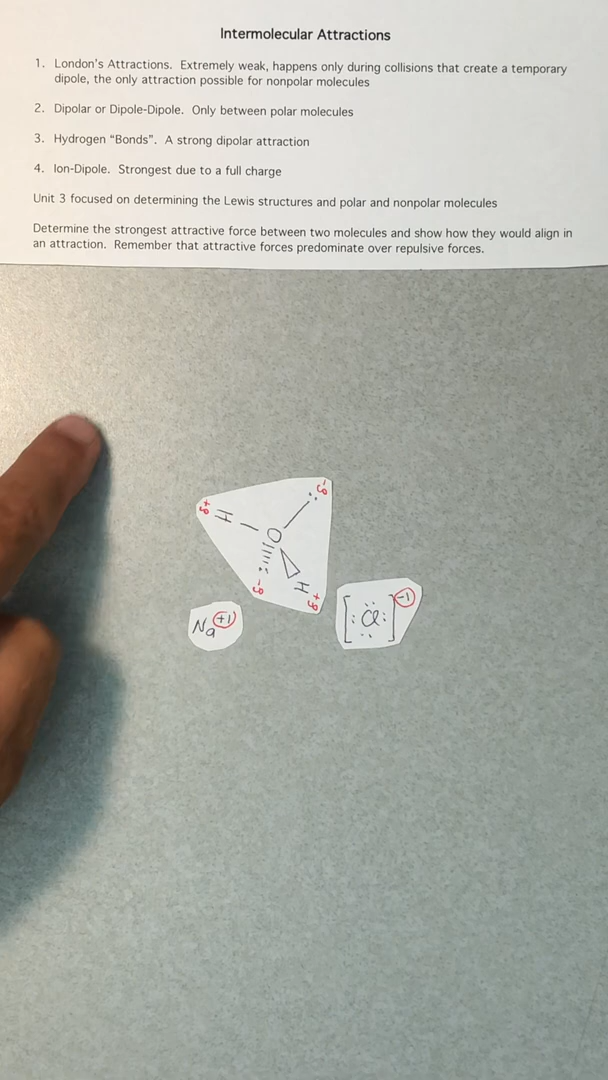 Intermolecular Attractions
1. London's Attractions. Extremely weak, happens only during collisions that create a temporary
dipole, the only attraction possible for nonpolar molecules
2. Dipolar or Dipole-Dipole. Only between polar molecules
3. Hydrogen “Bonds”. A strong dipolar attraction
4. Ion-Dipole. Strongest due to a full charge
Unit 3 focused on determining the Lewis structures and polar and nonpolar molecules
Determine the strongest attractive force between two molecules and show how they would align in
an attraction. Remember that attractive forces predominate over repulsive forces.
-δ
+δ
H
O
-δ
H
+δ
Na +1
[:Cl:] -1